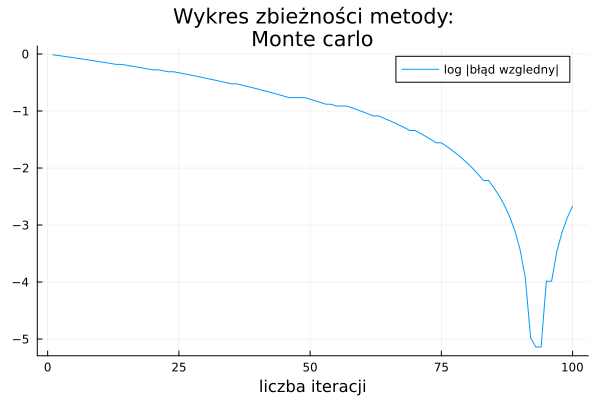 Wykres zbieżności metody:
Monte carlo
log |błąd wzgledny|
0
−1
−2
−3
−4
−5
0 25 50 75 100
liczba iteracji